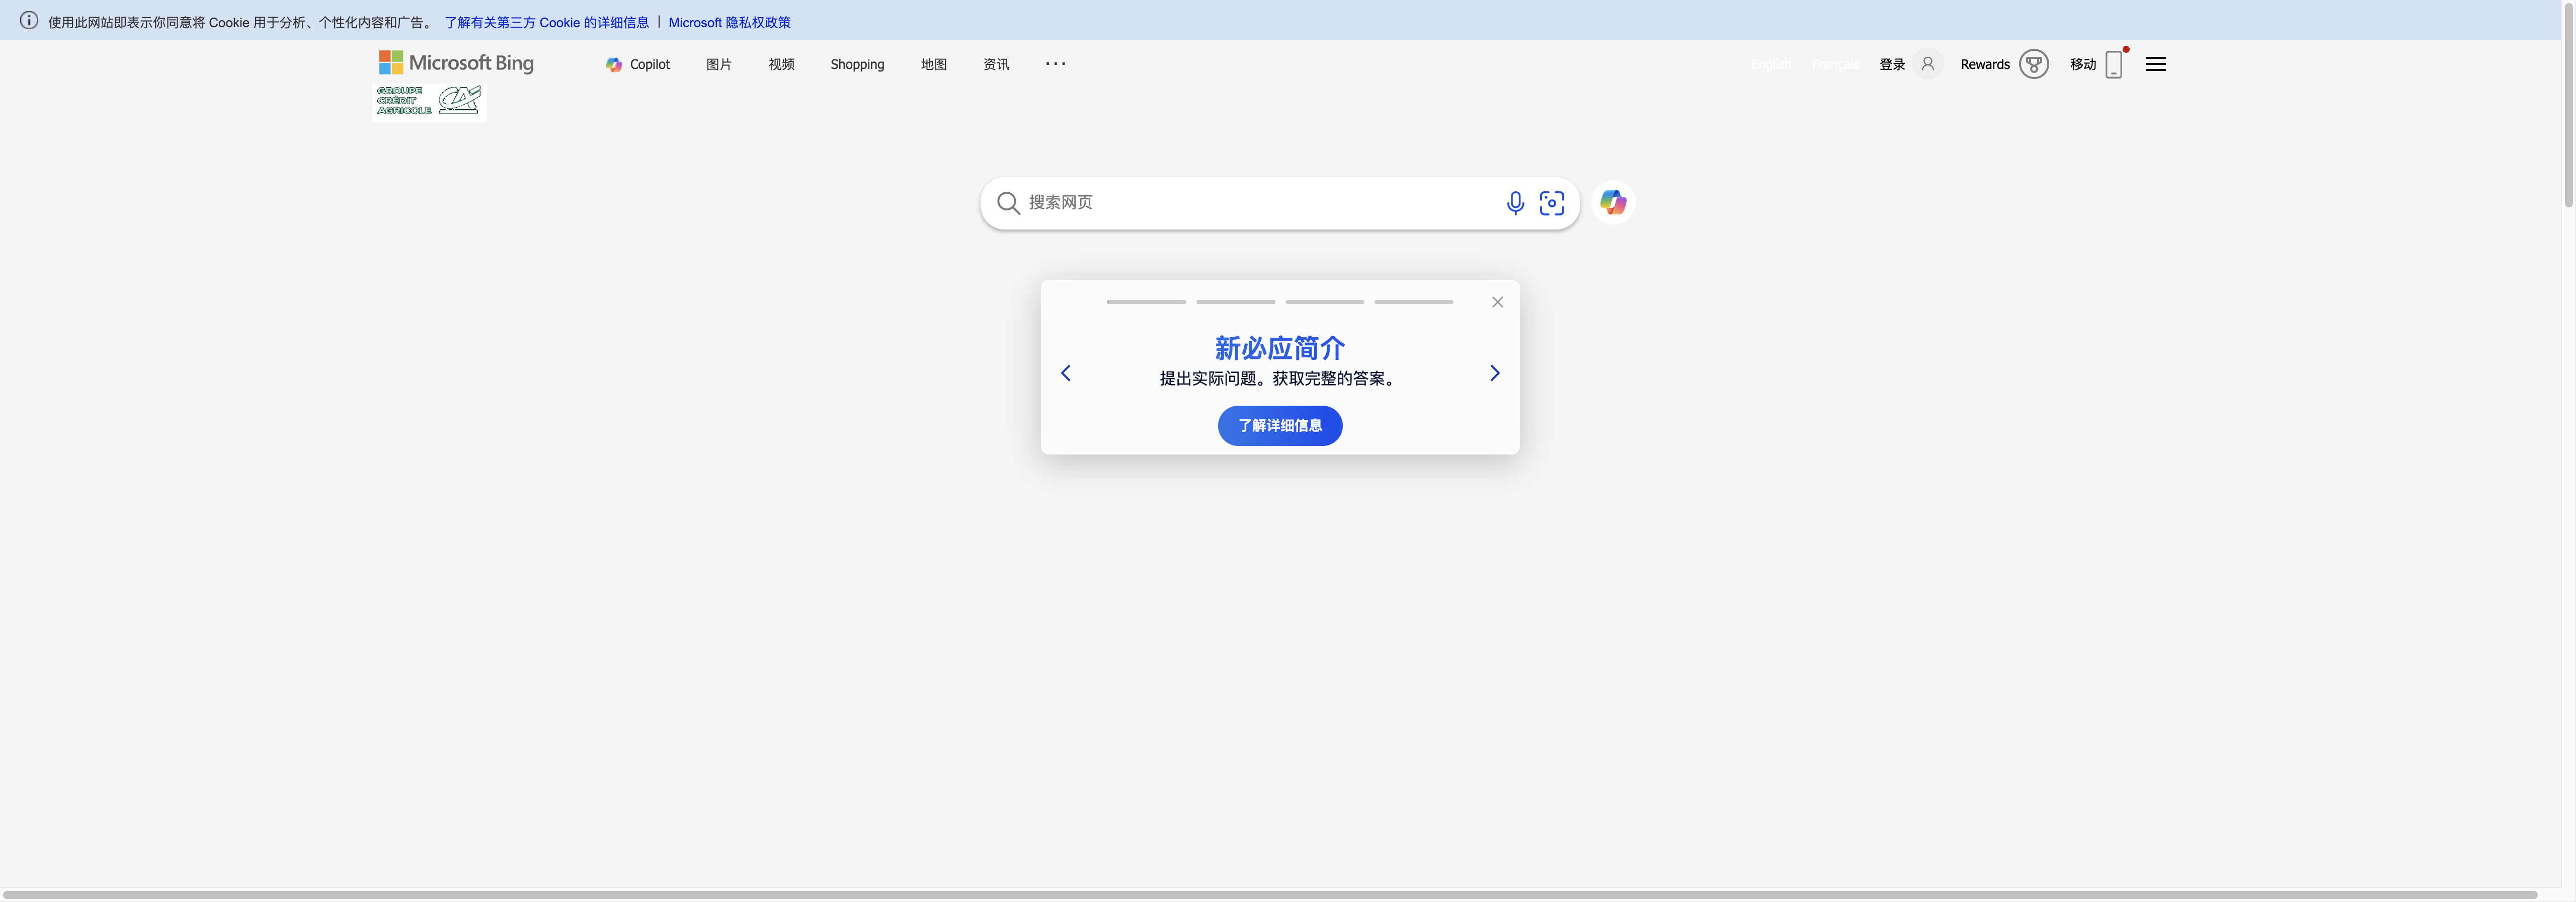 使用此网站即表示你同意将 Cookie 用于分析、个性化内容和广告。 了解有关第三方 Cookie 的详细信息 | Microsoft 隐私权政策
Microsoft Bing Copilot 图片 视频 Shopping 地图 资讯 ··· English Français 登录 Rewards 移动
GROUPE
CRÉDIT
AGRICOLE CA
搜索网页
新必应简介
提出实际问题。获取完整的答案。
了解详细信息